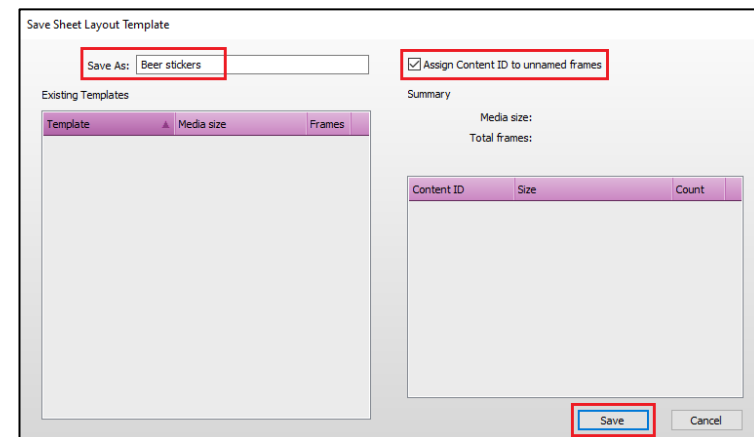 Save Sheet Layout Template
Save As: Beer stickers
Assign Content ID to unnamed frames
Existing Templates
Summary
Media size:
Total frames:
Template Media size Frames
Content ID Size Count
Save Cancel